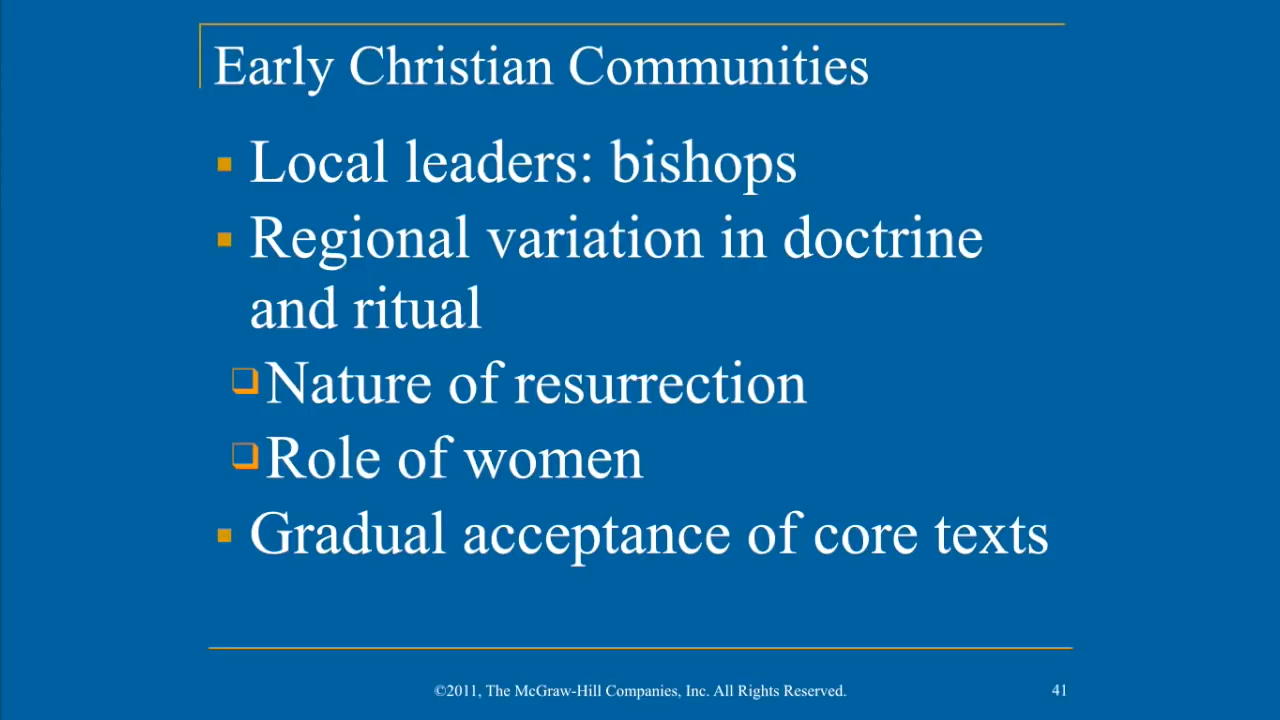 Early Christian Communities
Local leaders: bishops
Regional variation in doctrine
and ritual
Nature of resurrection
Role of women
Gradual acceptance of core texts
©2011, The McGraw-Hill Companies, Inc. All Rights Reserved.
41